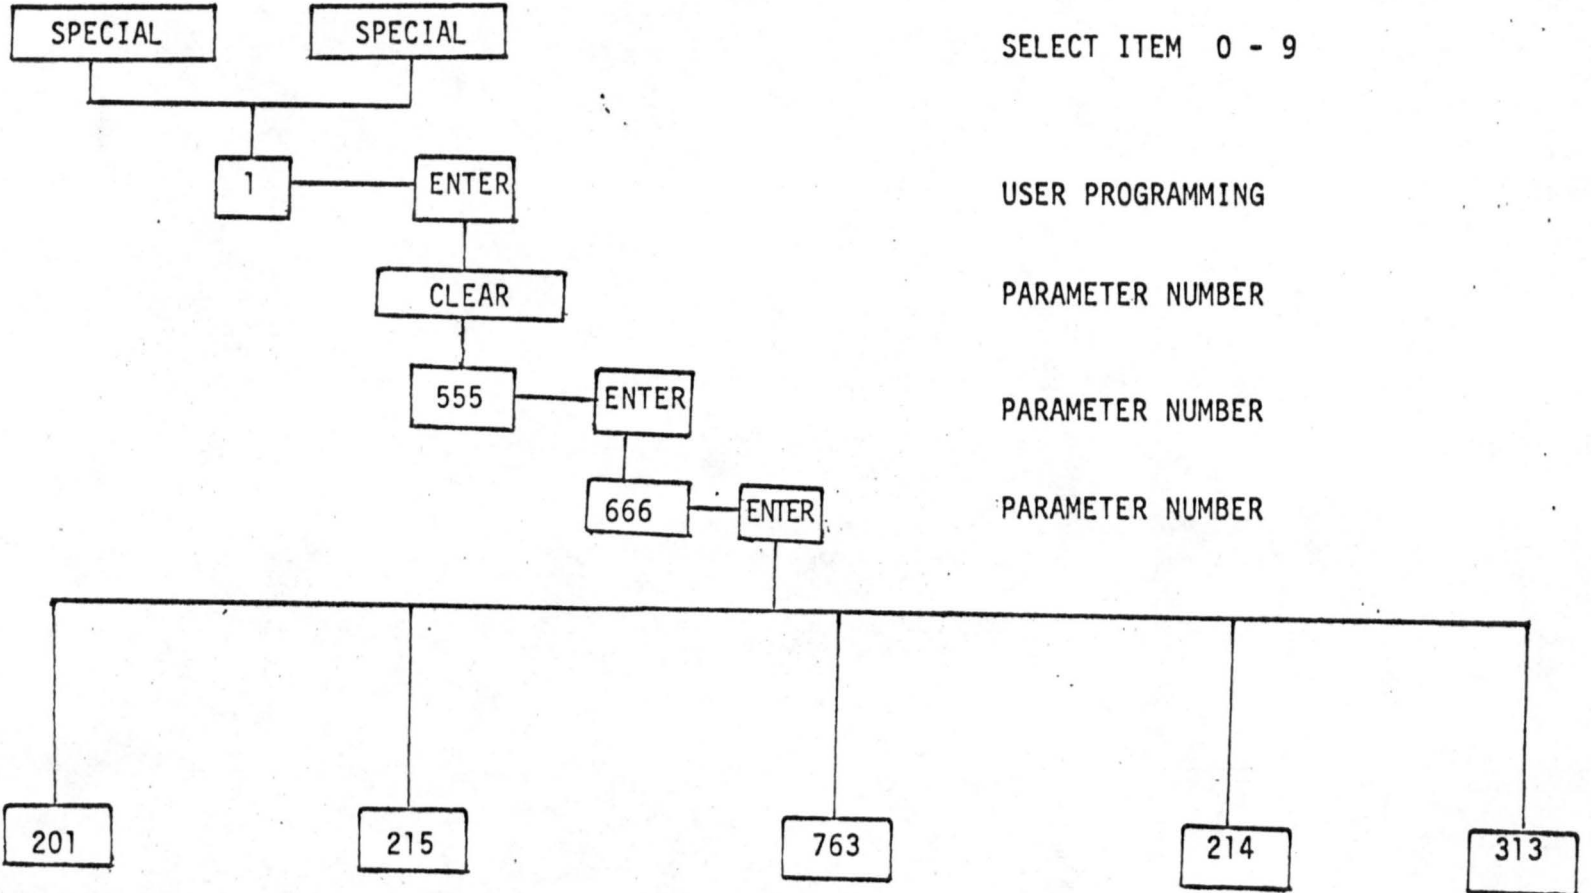 SPECIAL SPECIAL SELECT ITEM 0 - 9
1 ENTER USER PROGRAMMING
CLEAR PARAMETER NUMBER
555 ENTER PARAMETER NUMBER
666 ENTER PARAMETER NUMBER
201 215 763 214 313